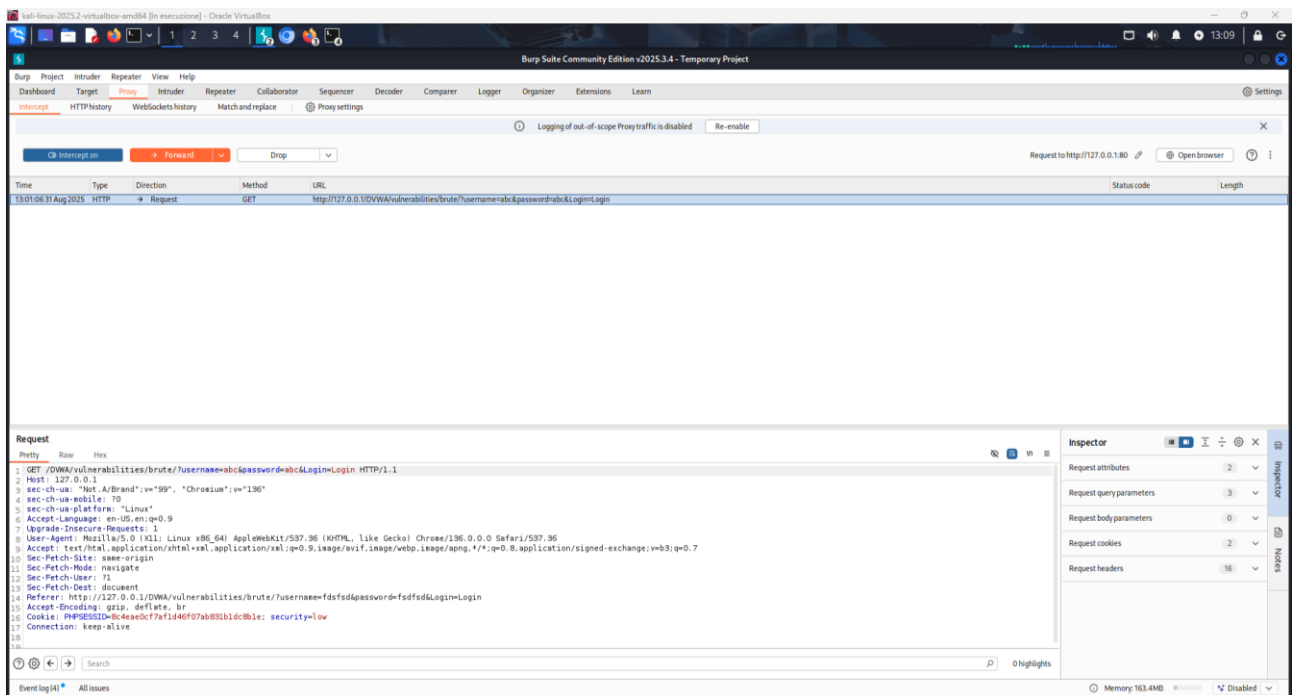 kali-linux-2025.2-virtualbox-amd64 [In esecuzione] - Oracle VirtualBox
1 2 3 4 13:09
Burp Suite Community Edition v2025.3.4 - Temporary Project
Burp Project Intruder Repeater View Help
Dashboard Target Proxy Intruder Repeater Collaborator Sequencer Decoder Comparer Logger Organizer Extensions Learn Settings
Intercept HTTP history WebSockets history Match and replace Proxy settings
Logging of out-of-scope Proxy traffic is disabled Re-enable
Intercept on Forward Drop Request to http://127.0.0.1:80 Open browser
Time Type Direction Method URL Status code Length
13:01:06 31 Aug 2025 HTTP → Request GET http://127.0.0.1/DVWA/vulnerabilities/brute/?username=abc&password=abc&Login=Login
Request
Pretty Raw Hex
1 GET /DVWA/vulnerabilities/brute/?username=abc&password=abc&Login=Login HTTP/1.1
2 Host: 127.0.0.1
3 sec-ch-ua: "Not.A/Brand";v="99", "Chromium";v="136"
4 sec-ch-ua-mobile: ?0
5 sec-ch-ua-platform: "Linux"
6 Accept-Language: en-US,en;q=0.9
7 Upgrade-Insecure-Requests: 1
8 User-Agent: Mozilla/5.0 (X11; Linux x86_64) AppleWebKit/537.36 (KHTML, like Gecko) Chrome/136.0.0.0 Safari/537.36
9 Accept: text/html,application/xhtml+xml,application/xml;q=0.9,image/avif,image/webp,image/apng,*/*;q=0.8,application/signed-exchange;v=b3;q=0.7
10 Sec-Fetch-Site: same-origin
11 Sec-Fetch-Mode: navigate
12 Sec-Fetch-User: ?1
13 Sec-Fetch-Dest: document
14 Referer: http://127.0.0.1/DVWA/vulnerabilities/brute/?username=fdsfsd&password=fsdfsd&Login=Login
15 Accept-Encoding: gzip, deflate, br
16 Cookie: PHPSESSID=8c4eae0cf7af1d46f07ab831b1dc8b1e; security=low
17 Connection: keep-alive
18
19
Inspector
Request attributes 2
Request query parameters 3
Request body parameters 0
Request cookies 2
Request headers 16
Inspector
Notes
Search 0 highlights
Event log (4) All issues Memory: 163.4MB Disabled